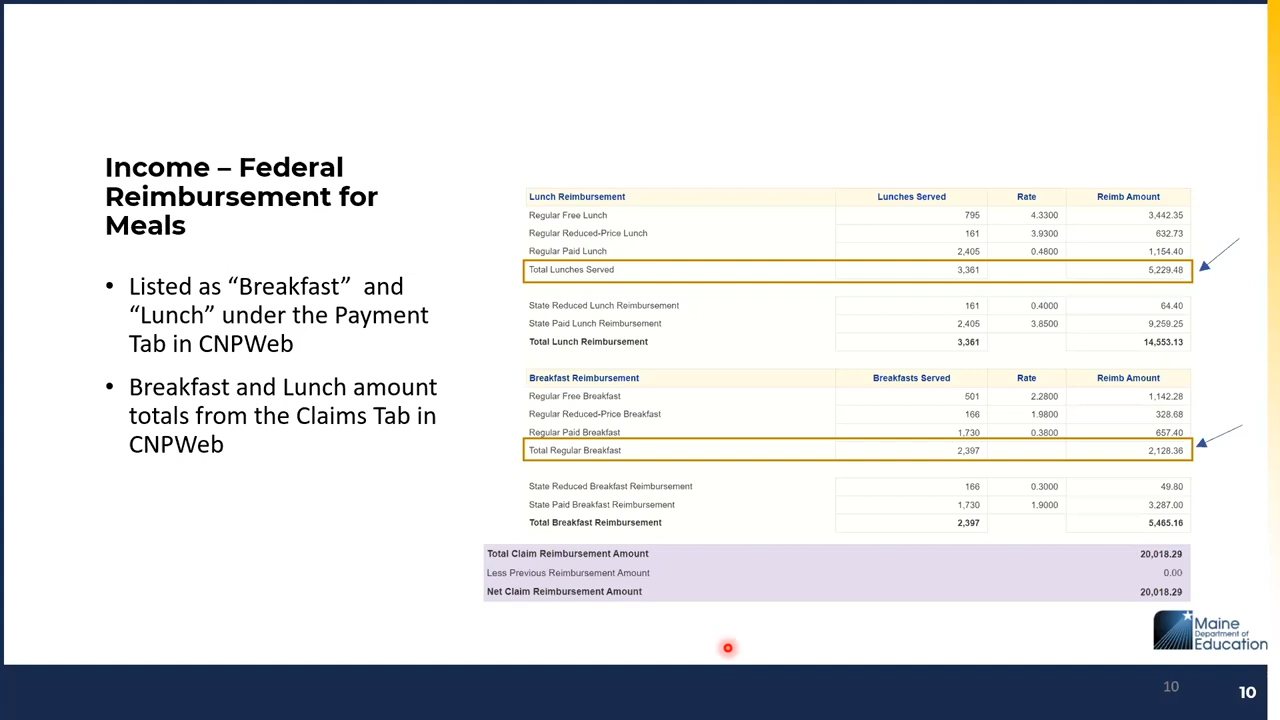 Income – Federal
Reimbursement for
Meals
• Listed as “Breakfast”  and
“Lunch” under the Payment
Tab in CNPWeb
• Breakfast and Lunch amount
totals from the Claims Tab in
CNPWeb
Lunch Reimbursement Lunches Served Rate Reimb Amount
Regular Free Lunch 795 4.3300 3,442.35
Regular Reduced-Price Lunch 161 3.9300 632.73
Regular Paid Lunch 2,405 0.4800 1,154.40
Total Lunches Served 3,361 5,229.48
State Reduced Lunch Reimbursement 161 0.4000 64.40
State Paid Lunch Reimbursement 2,405 3.8500 9,259.25
Total Lunch Reimbursement 3,361 14,553.13
Breakfast Reimbursement Breakfasts Served Rate Reimb Amount
Regular Free Breakfast 501 2.2800 1,142.28
Regular Reduced-Price Breakfast 166 1.9800 328.68
Regular Paid Breakfast 1,730 0.3800 657.40
Total Regular Breakfast 2,397 2,128.36
State Reduced Breakfast Reimbursement 166 0.3000 49.80
State Paid Breakfast Reimbursement 1,730 1.9000 3,287.00
Total Breakfast Reimbursement 2,397 5,465.16
Total Claim Reimbursement Amount 20,018.29
Less Previous Reimbursement Amount 0.00
Net Claim Reimbursement Amount 20,018.29
Maine
Department of
Education
10
10